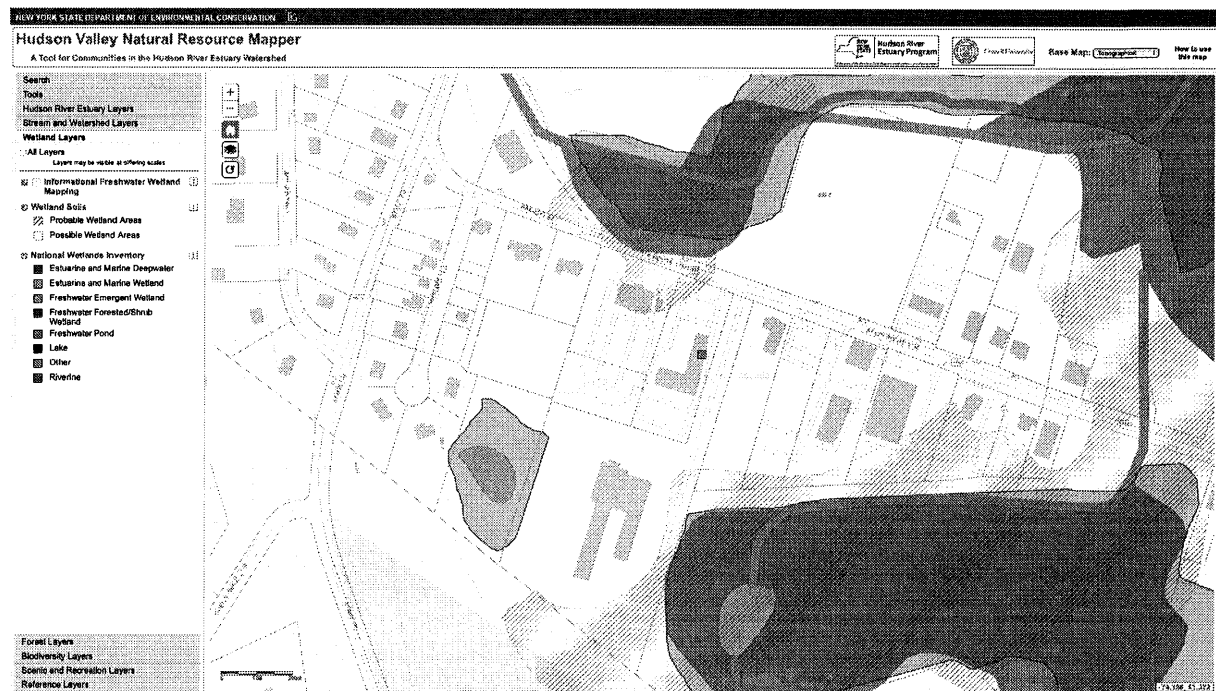 NEW YORK STATE DEPARTMENT OF ENVIRONMENTAL CONSERVATION
Hudson Valley Natural Resource Mapper
A Tool for Communities in the Hudson River Estuary Watershed
Hudson River
Estuary Program
Cornell University
Base Map: Topographical
How to use
this map
Search
Tools
Hudson River Estuary Layers
Stream and Watershed Layers
Wetland Layers
All Layers
Layers may be visible at differing scales
Informational Freshwater Wetland
Mapping
Wetland Soils
Probable Wetland Areas
Possible Wetland Areas
National Wetlands Inventory
Estuarine and Marine Deepwater
Estuarine and Marine Wetland
Freshwater Emergent Wetland
Freshwater Forested/Shrub
Wetland
Freshwater Pond
Lake
Other
Riverine
Forest Layers
Biodiversity Layers
Scenic and Recreation Layers
Reference Layers
+
-